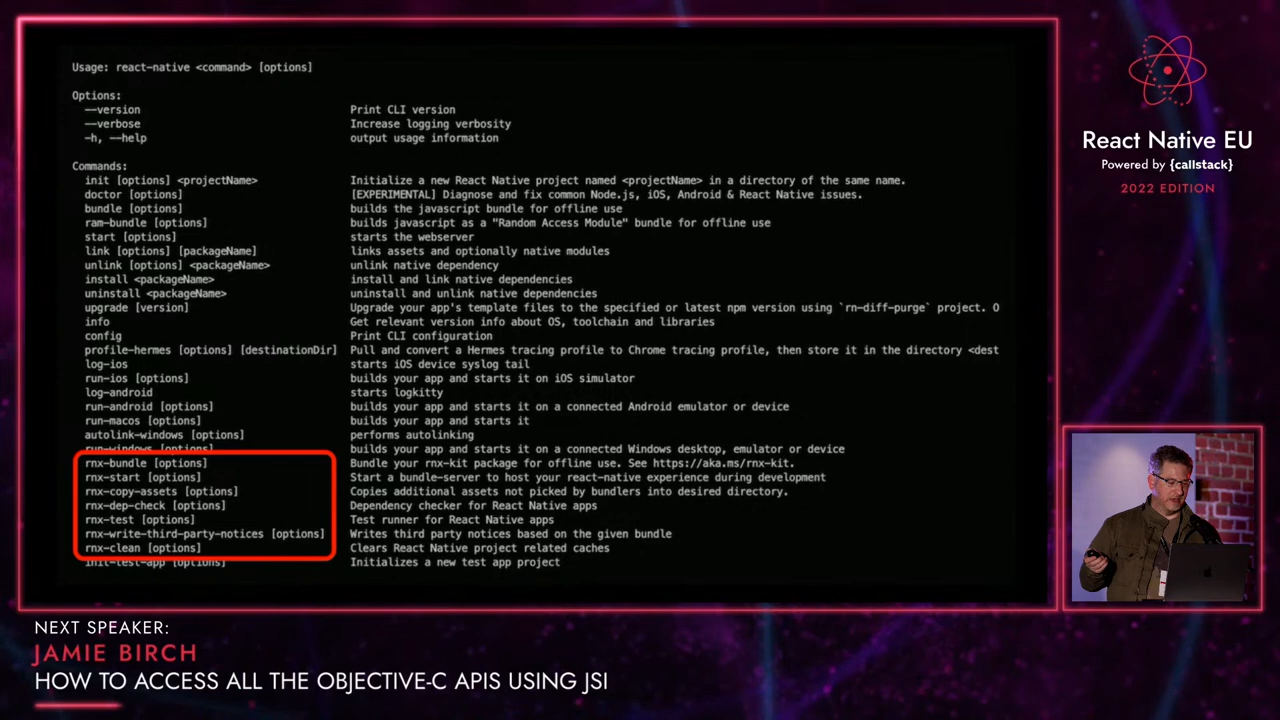 Usage: react-native <command> [options]
Options:
--version Print CLI version
--verbose Increase logging verbosity
-h, --help output usage information
Commands:
init [options] <projectName> Initialize a new React Native project named <projectName> in a directory of the same name.
doctor [options] [EXPERIMENTAL] Diagnose and fix common Node.js, iOS, Android & React Native issues.
bundle [options] builds the javascript bundle for offline use
ram-bundle [options] builds javascript as a "Random Access Module" bundle for offline use
start [options] starts the webserver
link [options] [packageName] links assets and optionally native modules
unlink [options] <packageName> unlink native dependency
install <packageName> install and link native dependencies
uninstall <packageName> uninstall and unlink native dependencies
upgrade [version] Upgrade your app's template files to the specified or latest npm version using `rn-diff-purge` project. O
info Get relevant version info about OS, toolchain and libraries
config Print CLI configuration
profile-hermes [options] [destinationDir] Pull and convert a Hermes tracing profile to Chrome tracing profile, then store it in the directory <dest
log-ios starts iOS device syslog tail
run-ios [options] builds your app and starts it on iOS simulator
log-android starts logkitty
run-android [options] builds your app and starts it on a connected Android emulator or device
run-macos [options] builds your app and starts it
autolink-windows [options] performs autolinking
run-windows [options] builds your app and starts it on a connected Windows desktop, emulator or device
rnx-bundle [options] Bundle your rnx-kit package for offline use. See https://aka.ms/rnx-kit.
rnx-start [options] Start a bundle-server to host your react-native experience during development
rnx-copy-assets [options] Copies additional assets not picked by bundlers into desired directory.
rnx-dep-check [options] Dependency checker for React Native apps
rnx-test [options] Test runner for React Native apps
rnx-write-third-party-notices [options] Writes third party notices based on the given bundle
rnx-clean [options] Clears React Native project related caches
init-test-app [options] Initializes a new test app project
React Native EU
Powered by {callstack}
2022 EDITION
NEXT SPEAKER:
JAMIE BIRCH
HOW TO ACCESS ALL THE OBJECTIVE-C APIS USING JSI